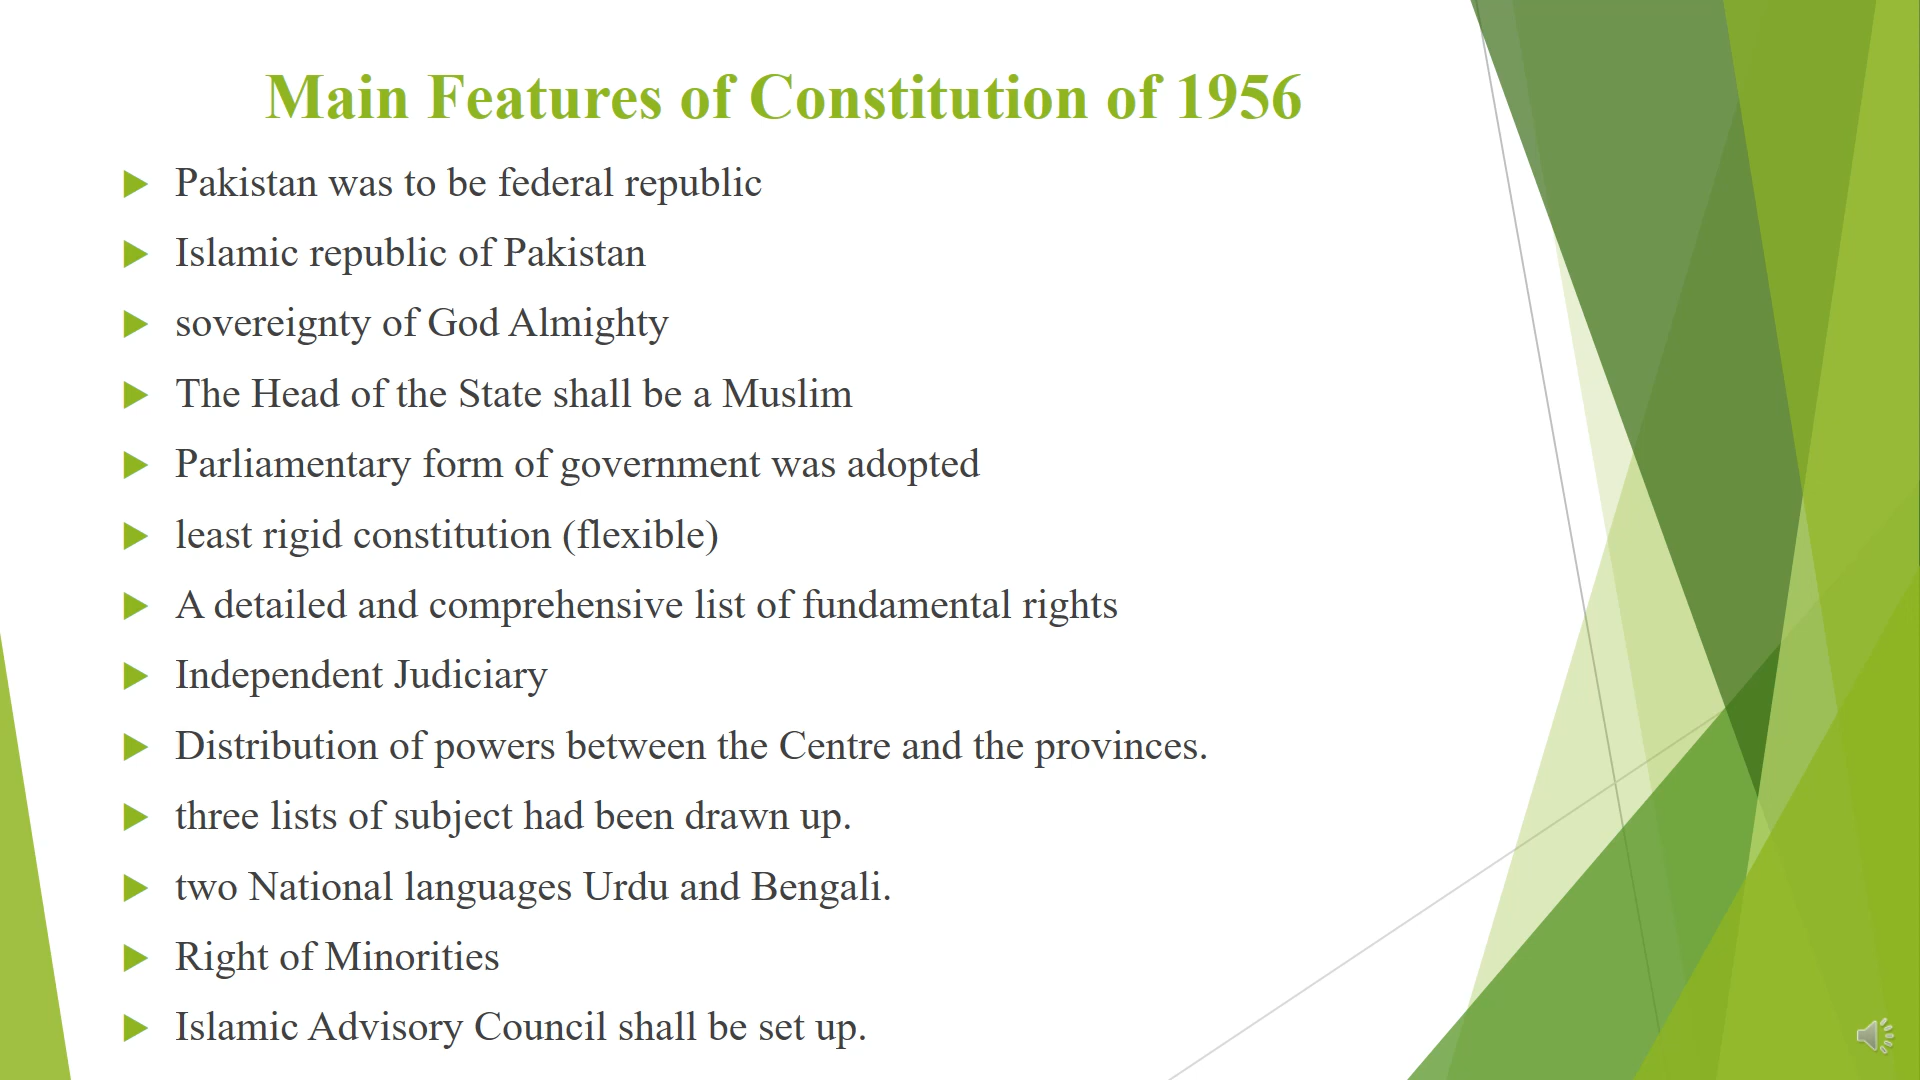 Main Features of Constitution of 1956
Pakistan was to be federal republic
Islamic republic of Pakistan
sovereignty of God Almighty
The Head of the State shall be a Muslim
Parliamentary form of government was adopted
least rigid constitution (flexible)
A detailed and comprehensive list of fundamental rights
Independent Judiciary
Distribution of powers between the Centre and the provinces.
three lists of subject had been drawn up.
two National languages Urdu and Bengali.
Right of Minorities
Islamic Advisory Council shall be set up.